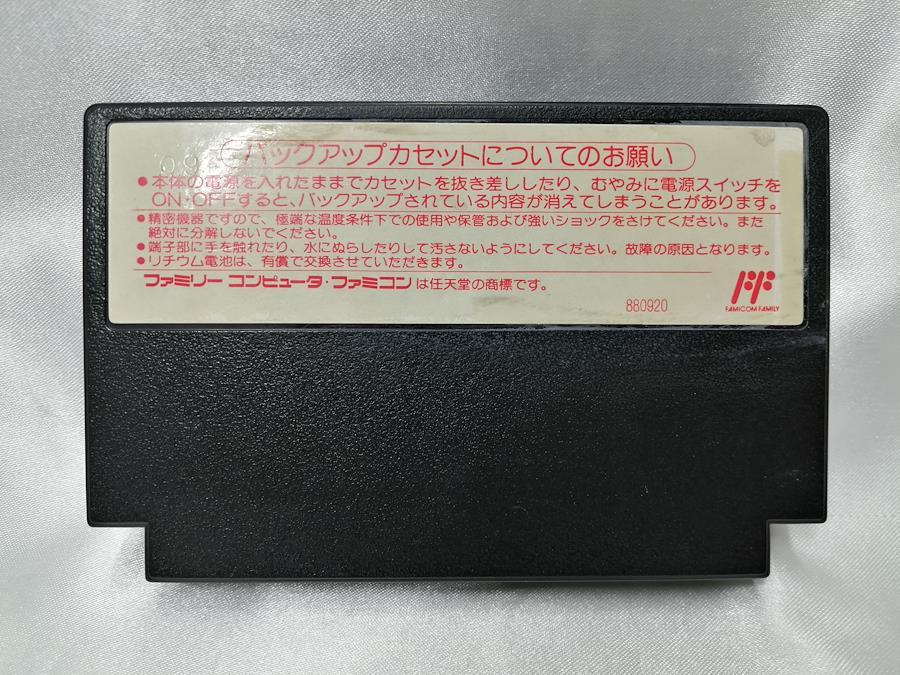 バックアップカセットについてのお願い
●本体の電源を入れたままでカセットを抜き差ししたり、むやみに電源スイッチを
ON・OFFすると、バックアップされている内容が消えてしまうことがあります。
●精密機器ですので、極端な温度条件下での使用や保管および強いショックをさけてください。また
絶対に分解しないでください。
●端子部に手を触れたり、水にぬらしたりして汚さないようにしてください。故障の原因となります。
●リチウム電池は、有償で交換させていただきます。
ファミリー コンピュータ・ファミコンは任天堂の商標です。
880920
FAMICOM FAMILY